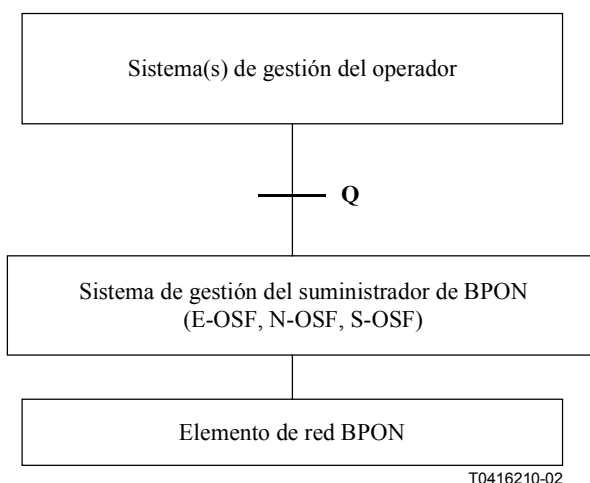 Sistema(s) de gestión del operador
Q
Sistema de gestión del suministrador de BPON
(E-OSF, N-OSF, S-OSF)
Elemento de red BPON
T0416210-02